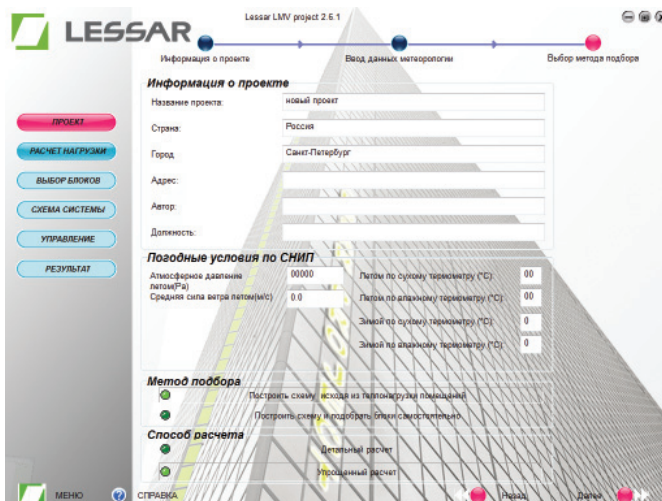 LESSAR
Lessar LMV project 2.6.1
Информация о проекте
Ввод данных метеорологии
Выбор метода подбора
ПРОЕКТ
РАСЧЕТ НАГРУЗКИ
ВЫБОР БЛОКОВ
СХЕМА СИСТЕМЫ
УПРАВЛЕНИЕ
РЕЗУЛЬТАТ
Информация о проекте
Название проекта: новый проект
Страна: Россия
Город Санкт-Петербург
Адрес:
Автор:
Должность:
Погодные условия по СНИП
Атмосферное давление летом(Pa) 00000
Средняя сила ветра летом(м/с) 0.0
Летом по сухому термометру (°C): 00
Летом по влажному термометру (°C): 00
Зимой по сухому термометру (°C): 0
Зимой по влажному термометру (°C): 0
Метод подбора
Построить схему исходя из теплонагрузки помещений
Построить схему и подобрать блоки самостоятельно
Способ расчета
Детальный расчет
Упрощенный расчет
МЕНЮ
? СПРАВКА
Назад
Далее